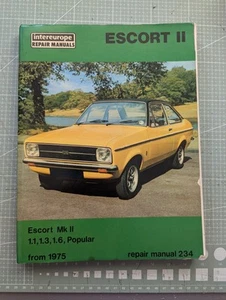 intereurope
REPAIR MANUALS
ESCORT II
Escort Mk II
1.1, 1.3, 1.6, Popular
from 1975
repair manual 234